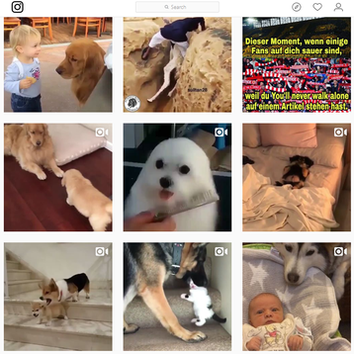 Search
Dieser Moment, wenn einige
Fans auf dich sauer sind,
weil du You'll never walk alone
auf einem Artikel stehen hast.